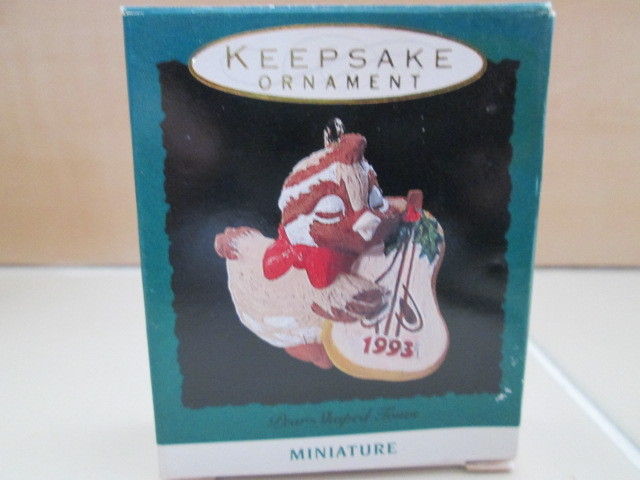 KEEPSAKE
ORNAMENT
1993
Pear-Shaped Tones
MINIATURE